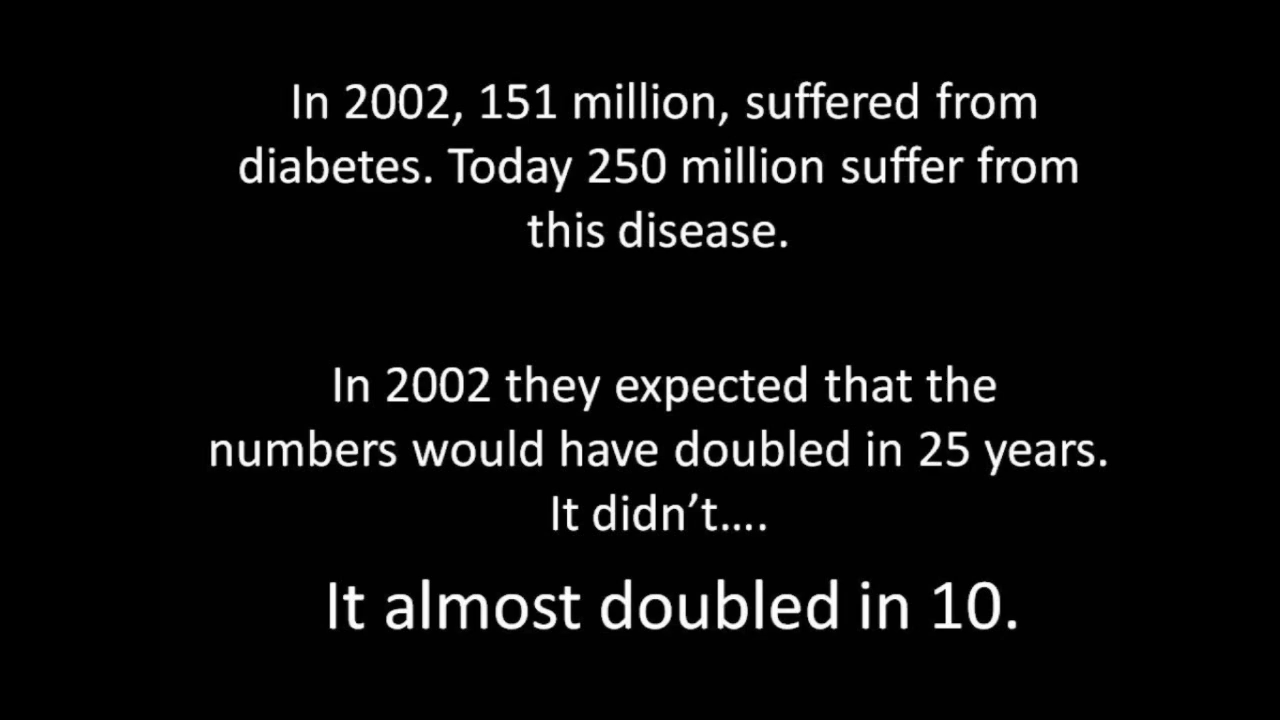 In 2002, 151 million, suffered from
diabetes. Today 250 million suffer from
this disease.
In 2002 they expected that the
numbers would have doubled in 25 years.
It didn’t….
It almost doubled in 10.